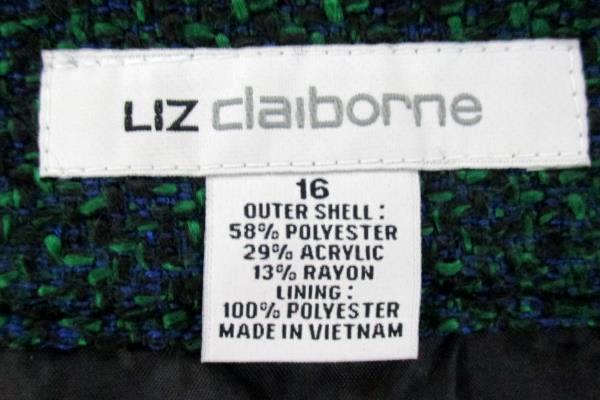 LIZ claiborne
16
OUTER SHELL:
58% POLYESTER
29% ACRYLIC
13% RAYON
LINING:
100% POLYESTER
MADE IN VIETNAM